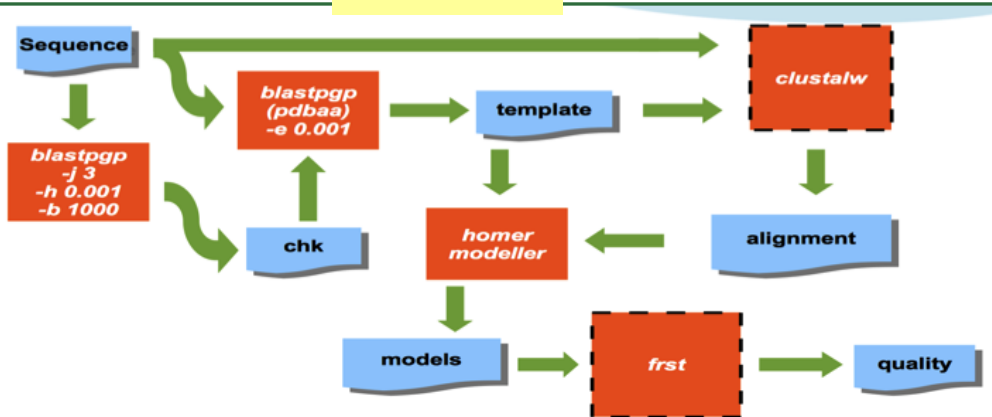 Sequence
blastpgp
-j 3
-h 0.001
-b 1000
chk
blastpgp
(pdbaa)
-e 0.001
template
clustalw
alignment
homer
modeller
models
frst
quality